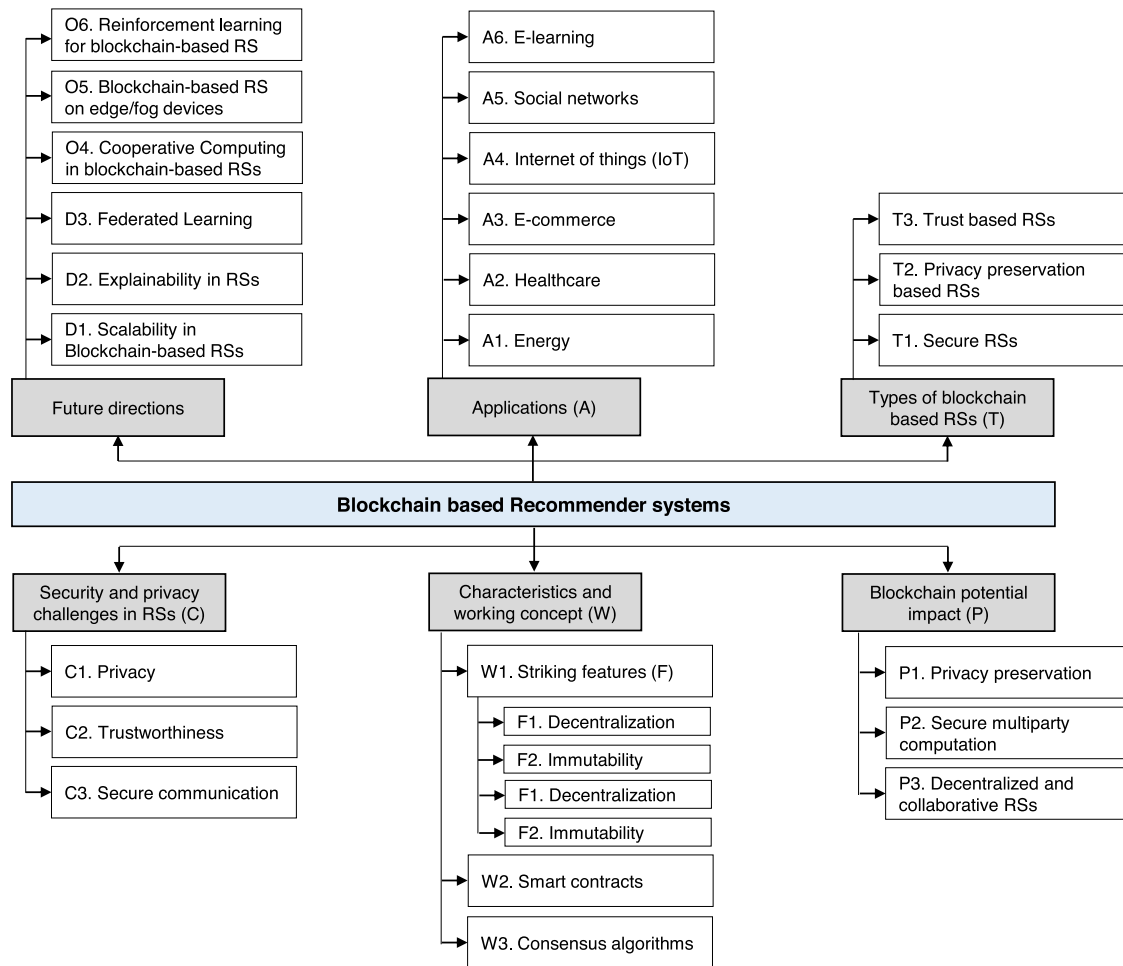 O6. Reinforcement learning
for blockchain-based RS
O5. Blockchain-based RS
on edge/fog devices
O4. Cooperative Computing
in blockchain-based RSs
D3. Federated Learning
D2. Explainability in RSs
D1. Scalability in
Blockchain-based RSs
Future directions
A6. E-learning
A5. Social networks
A4. Internet of things (IoT)
A3. E-commerce
A2. Healthcare
A1. Energy
Applications (A)
T3. Trust based RSs
T2. Privacy preservation
based RSs
T1. Secure RSs
Types of blockchain
based RSs (T)
Blockchain based Recommender systems
Security and privacy
challenges in RSs (C)
C1. Privacy
C2. Trustworthiness
C3. Secure communication
Characteristics and
working concept (W)
W1. Striking features (F)
F1. Decentralization
F2. Immutability
F1. Decentralization
F2. Immutability
W2. Smart contracts
W3. Consensus algorithms
Blockchain potential
impact (P)
P1. Privacy preservation
P2. Secure multiparty
computation
P3. Decentralized and
collaborative RSs